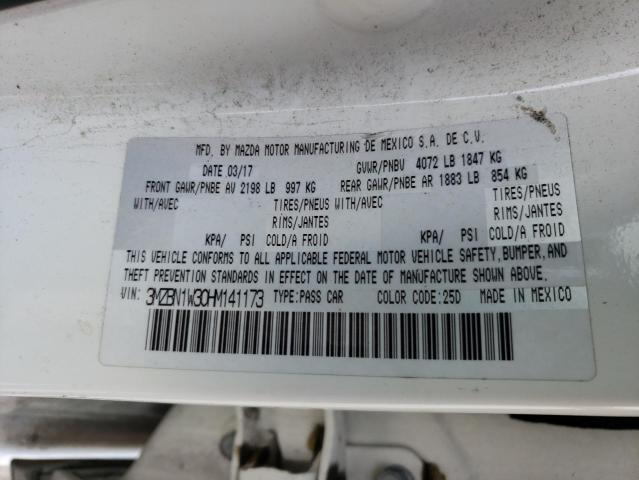 MFD. BY MAZDA MOTOR MANUFACTURING DE MEXICO S.A. DE C.V.
DATE 03/17 GVWR/PNBV 4072 LB 1847 KG
FRONT GAWR/PNBE AV 2198 LB 997 KG REAR GAWR/PNBE AR 1883 LB 854 KG
WITH/AVEC TIRES/PNEUS WITH/AVEC TIRES/PNEUS
RIMS/JANTES RIMS/JANTES
KPA/ PSI COLD/A FROID KPA/ PSI COLD/A FROID
THIS VEHICLE CONFORMS TO ALL APPLICABLE FEDERAL MOTOR VEHICLE SAFETY, BUMPER, AND
THEFT PREVENTION STANDARDS IN EFFECT ON THE DATE OF MANUFACTURE SHOWN ABOVE.
VIN: 3MZBN1W30HM141173 TYPE:PASS CAR COLOR CODE:25D MADE IN MEXICO